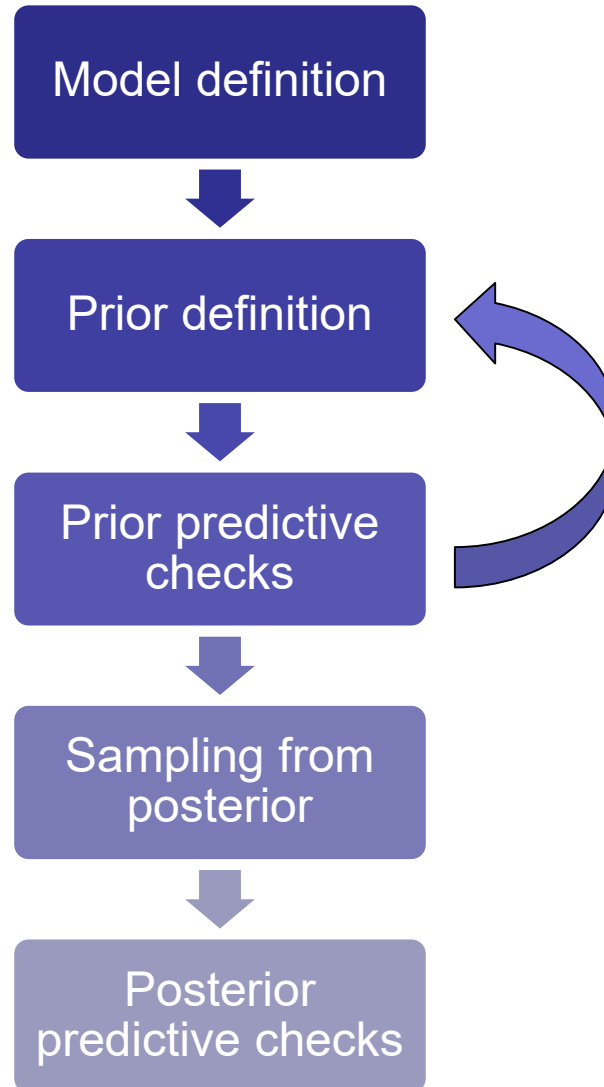 Model definition
Prior definition
Prior predictive
checks
Sampling from
posterior
Posterior
predictive checks